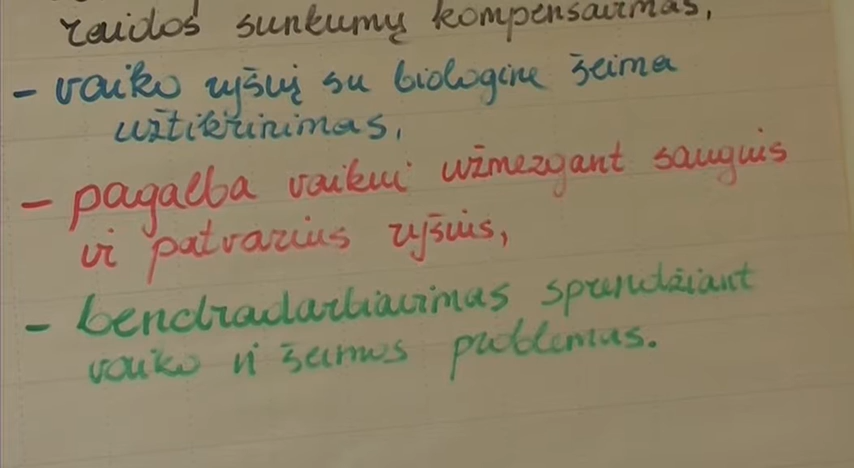 raidos sunkumų kompensavimas,
- vaiko ryšių su biologine šeima
užtikrinimas,
- pagalba vaikui užmezgant saugius
ir patvarius ryšius,
- bendradarbiavimas sprendžiant
vaiko ir šeimos problemas.